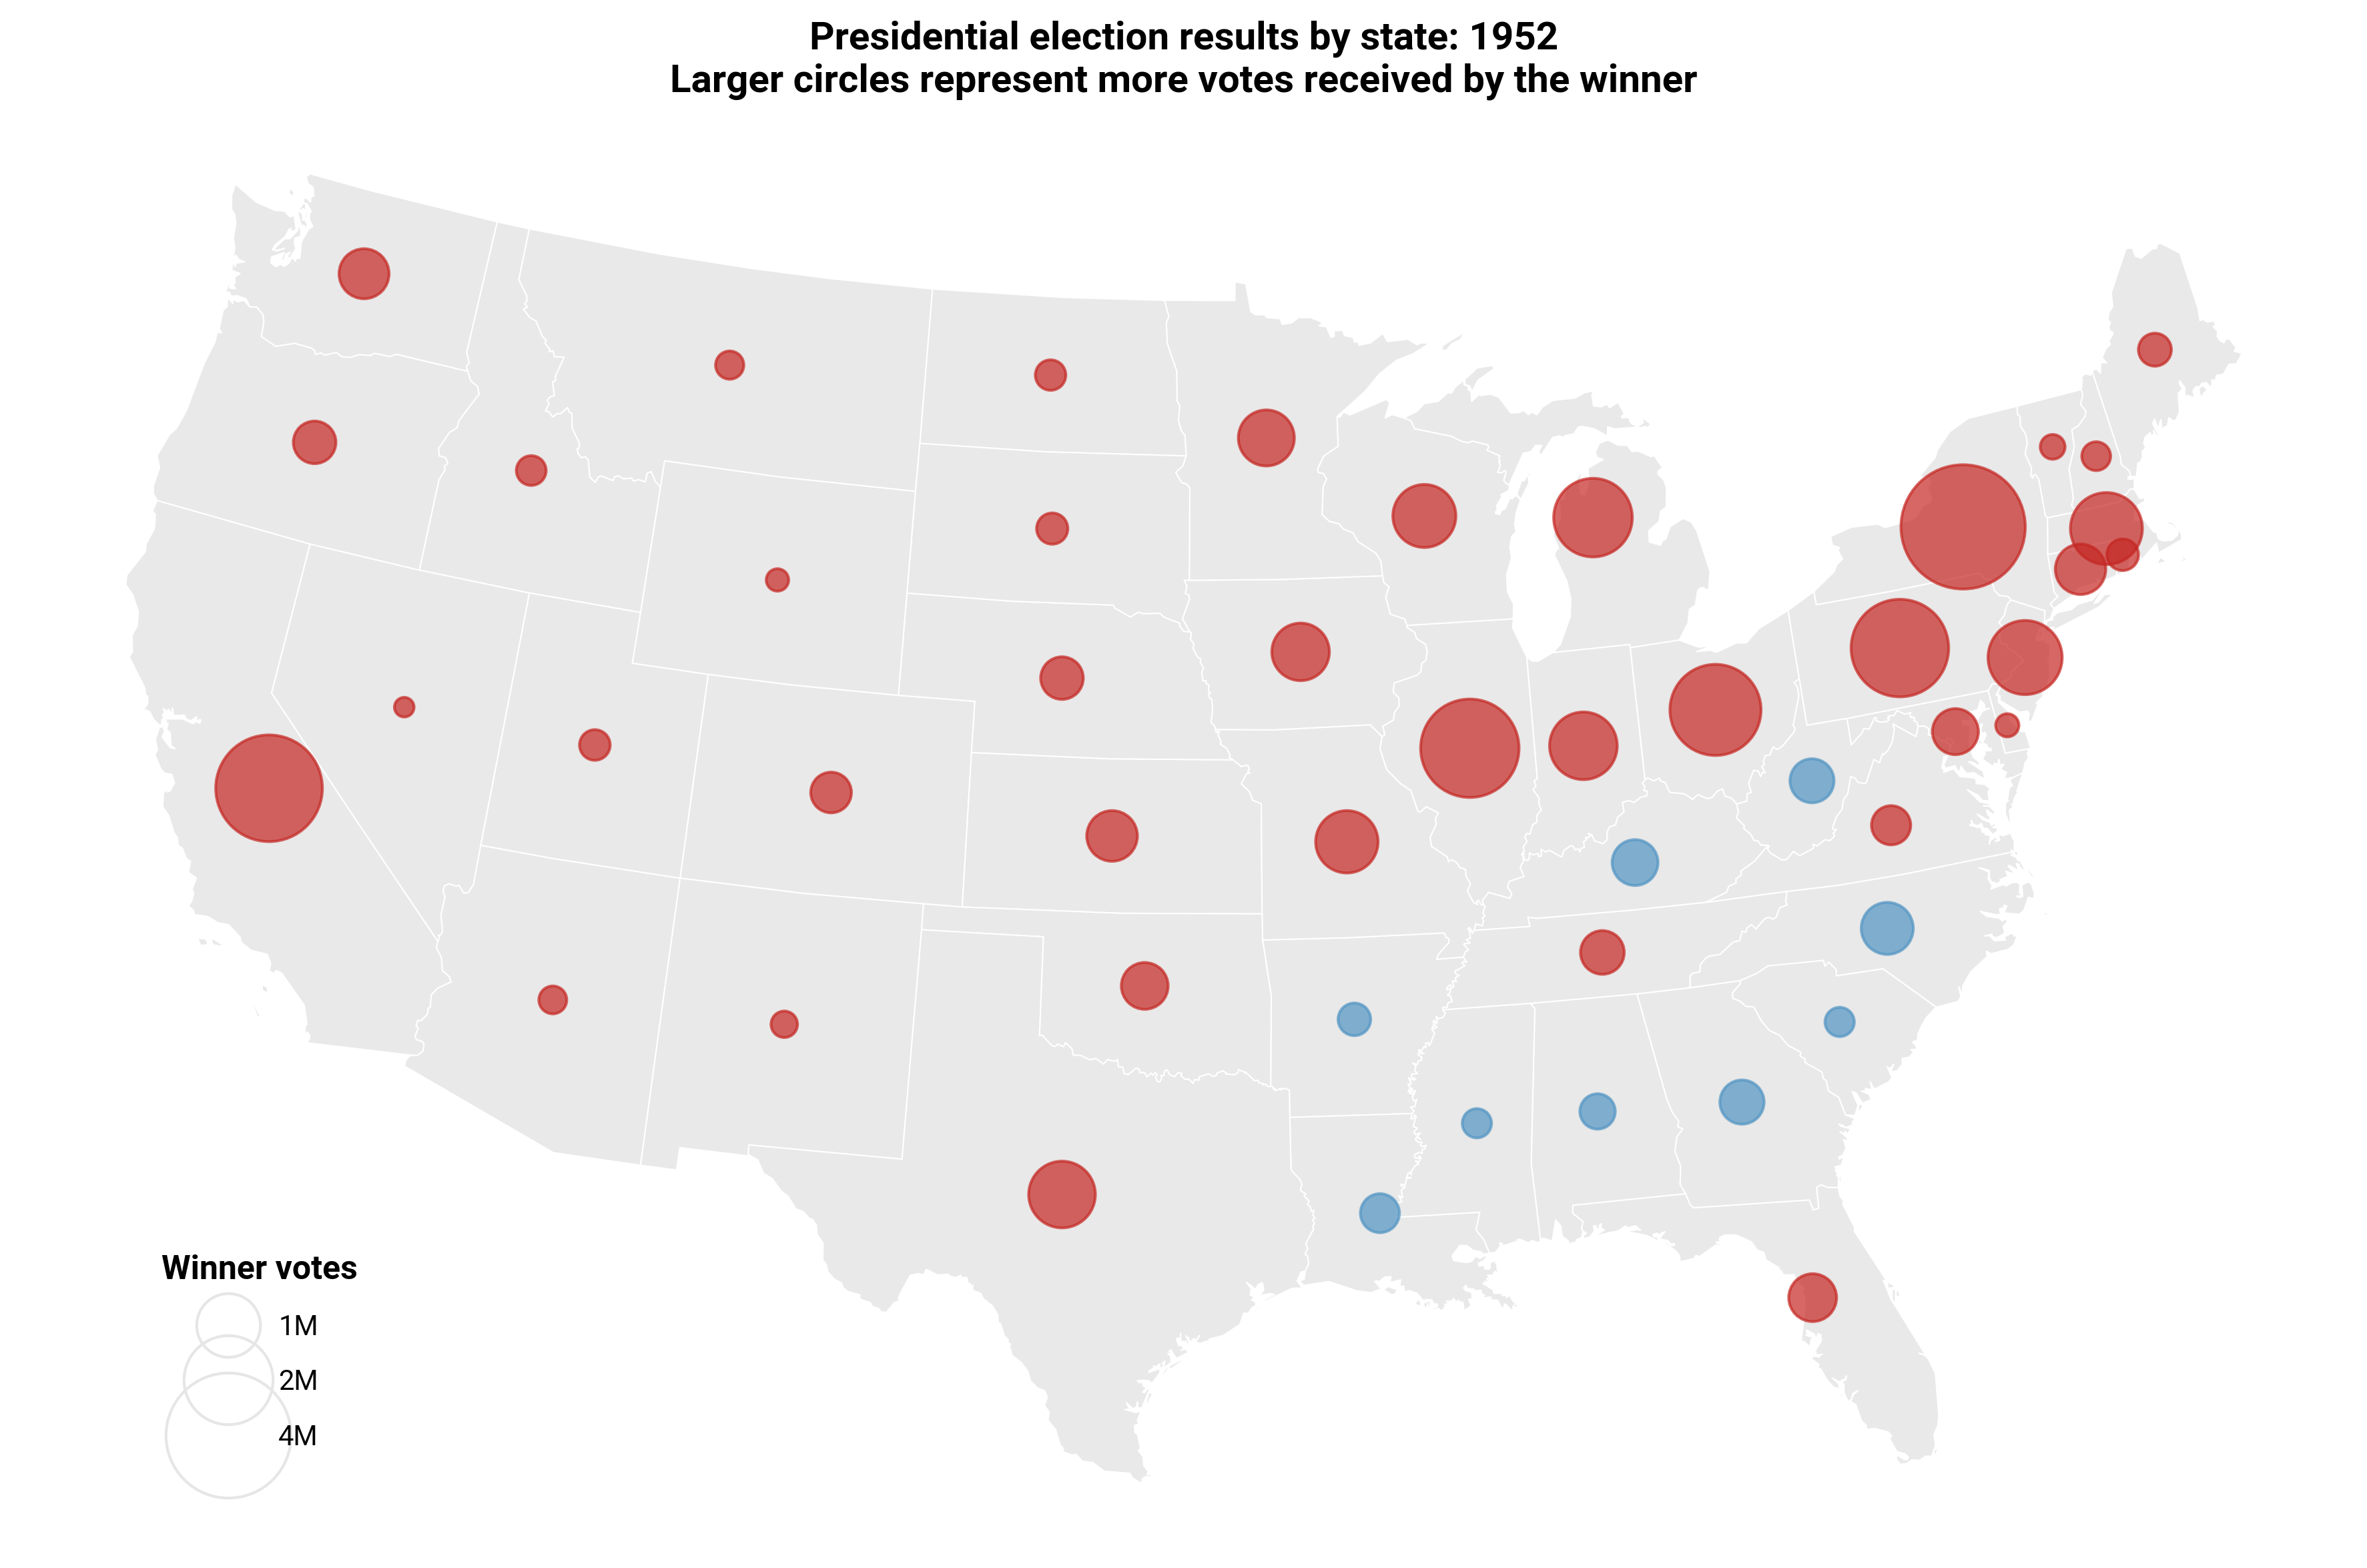 Presidential election results by state: 1952
Larger circles represent more votes received by the winner
Winner votes
1M
2M
4M